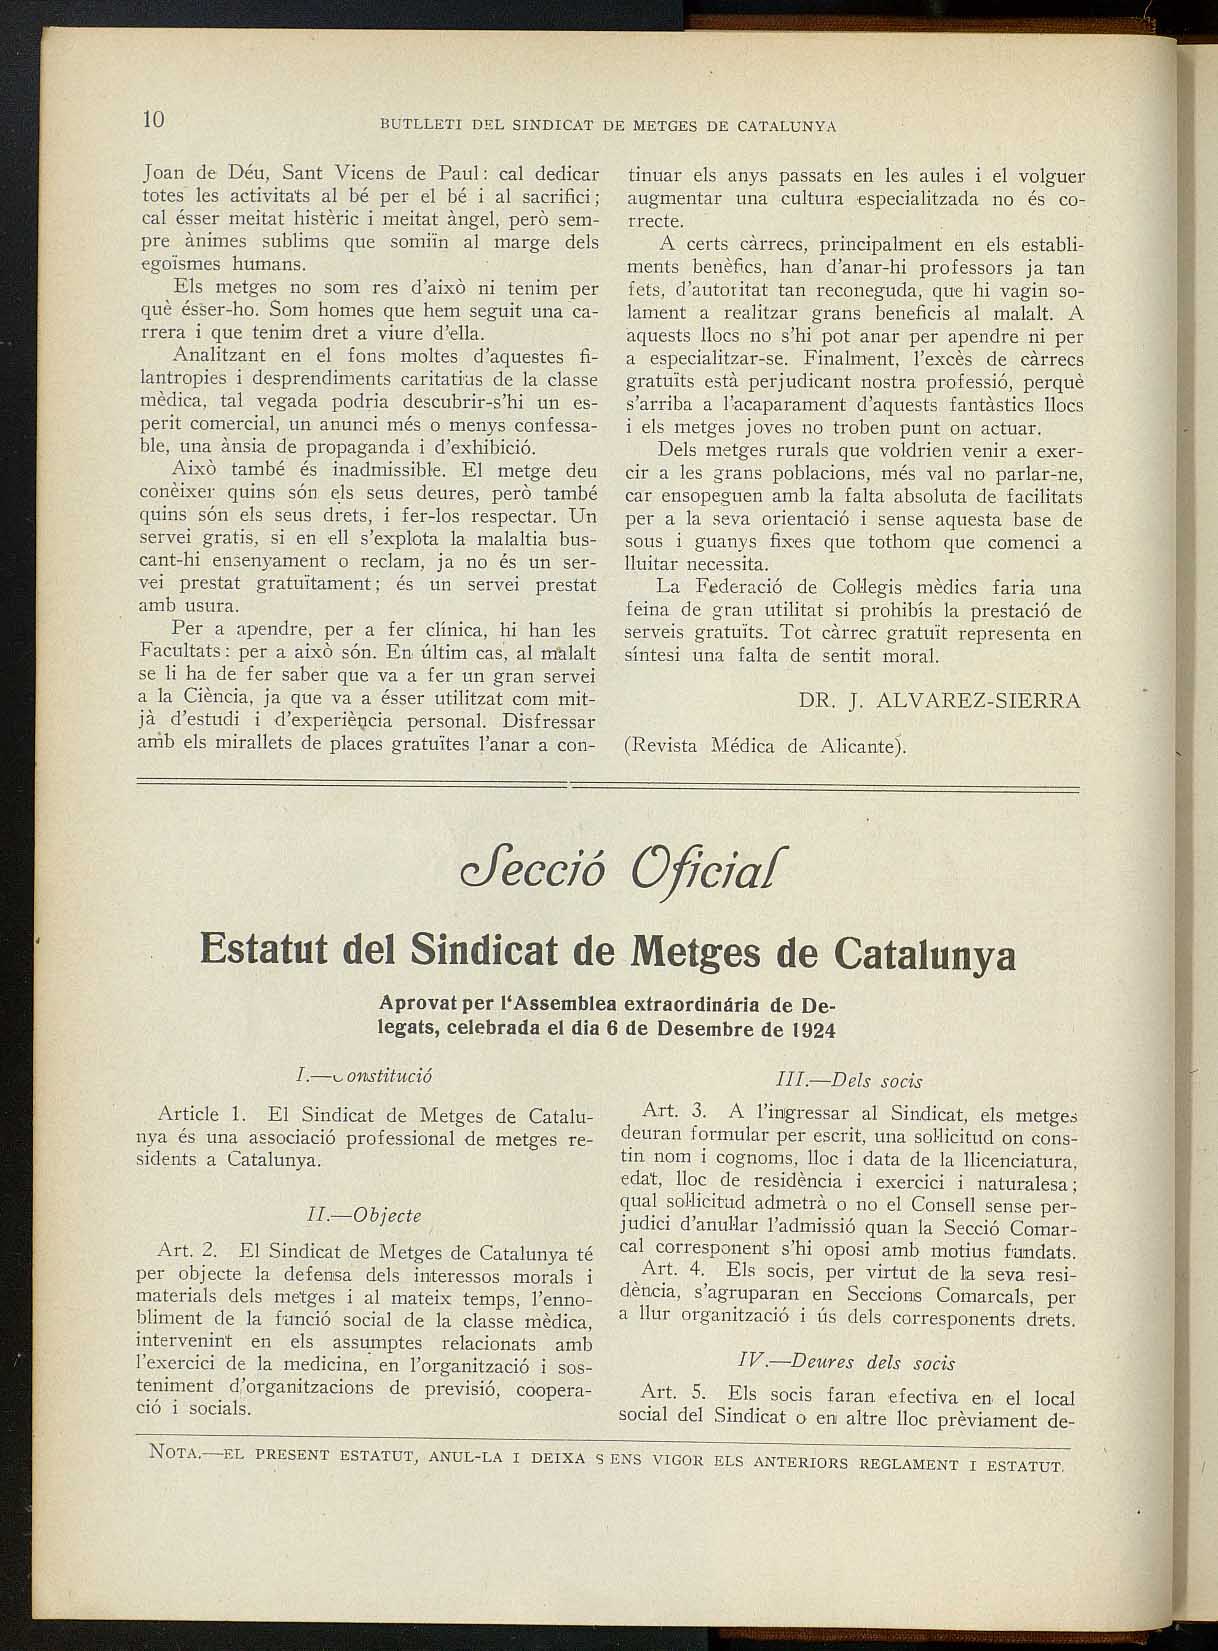 10
BUTLLETI DEL SINDICAT DE METGES DE CATALUNYA
Joan de Déu, Sant Vicens de Paul: cal dedicar
totes les activitats al bé per el bé i al sacrifici;
cal ésser meitat histèric i meitat àngel, però sem-
pre ànimes sublims que somiïn al marge dels
egoïsmes humans.
Els metges no som res d'això ni tenim per
què ésser-ho. Som homes que hem seguit una ca-
rrera i que tenim dret a viure d'ella.
Analitzant en el fons moltes d'aquestes fi-
lantropies i desprendiments caritatius de la classe
mèdica, tal vegada podria descubrir-s'hi un es-
perit comercial, un anunci més o menys confessa-
ble, una ànsia de propaganda i d'exhibició.
Això també és inadmissible. El metge deu
conèixer quins són els seus deures, però també
quins són els seus drets, i fer-los respectar. Un
servei gratis, si en ell s'explota la malaltia bus-
cant-hi ensenyament o reclam, ja no és un ser-
vei prestat gratuïtament; és un servei prestat
amb usura.
Per a apendre, per a fer clínica, hi han les
Facultats: per a això són. En últim cas, al malalt
se li ha de fer saber que va a fer un gran servei
a la Ciència, ja que va a ésser utilitzat com mit-
jà d'estudi i d'experiència personal. Disfressar
amb els mirallets de places gratuïtes l'anar a con-
tinuar els anys passats en les aules i el volguer
augmentar una cultura especialitzada no és co-
rrecte.
A certs càrrecs, principalment en els establi-
ments benèfics, han d'anar-hi professors ja tan
fets, d'autoritat tan reconeguda, que hi vagin so-
lament a realitzar grans beneficis al malalt. A
aquests llocs no s'hi pot anar per apendre ni per
a especialitzar-se. Finalment, l'excès de càrrecs
gratuïts està perjudicant nostra professió, perquè
s'arriba a l'acaparament d'aquests fantàstics llocs
i els metges joves no troben punt on actuar.
Dels metges rurals que voldrien venir a exer-
cir a les grans poblacions, més val no parlar-ne,
car ensopeguen amb la falta absoluta de facilitats
per a la seva orientació i sense aquesta base de
sous i guanys fixes que tothom que comenci a
lluitar necessita.
La Federació de Col·legis mèdics faria una
feina de gran utilitat si prohibís la prestació de
serveis gratuïts. Tot càrrec gratuït representa en
síntesi una falta de sentit moral.
DR. J. ALVAREZ-SIERRA
(Revista Médica de Alicante).
Secció Oficial
Estatut del Sindicat de Metges de Catalunya
Aprovat per l'Assemblea extraordinária de De-
legats, celebrada el dia 6 de Desembre de 1924
I.—Constitució
Article 1. El Sindicat de Metges de Catalu-
nya és una associació professional de metges re-
sidents a Catalunya.
II.—Objecte
Art. 2. El Sindicat de Metges de Catalunya té
per objecte la defensa dels interessos morals i
materials dels metges i al mateix temps, l'enno-
bliment de la funció social de la classe mèdica,
intervenint en els assumptes relacionats amb
l'exercici de la medicina, en l'organització i sos-
teniment d'organitzacions de previsió, coopera-
ció i socials.
III.—Dels socis
Art. 3. A l'ingressar al Sindicat, els metges
deuran formular per escrit, una sol·licitud on cons-
tin nom i cognoms, lloc i data de la llicenciatura,
edat, lloc de residència i exercici i naturalesa;
qual sol·licitud admetrà o no el Consell sense per-
judici d'anul·lar l'admissió quan la Secció Comar-
cal corresponent s'hi oposi amb motius fundats.
Art. 4. Els socis, per virtut de la seva resi-
dència, s'agruparan en Seccions Comarcals, per
a llur organització i ús dels corresponents drets.
IV.—Deures dels socis
Art. 5. Els socis faran efectiva en el local
social del Sindicat o en altre lloc prèviament de-
NOTA.—EL PRESENT ESTATUT, ANUL-LA I DEIXA SENS VIGOR ELS ANTERIORS REGLAMENT I ESTATUT.